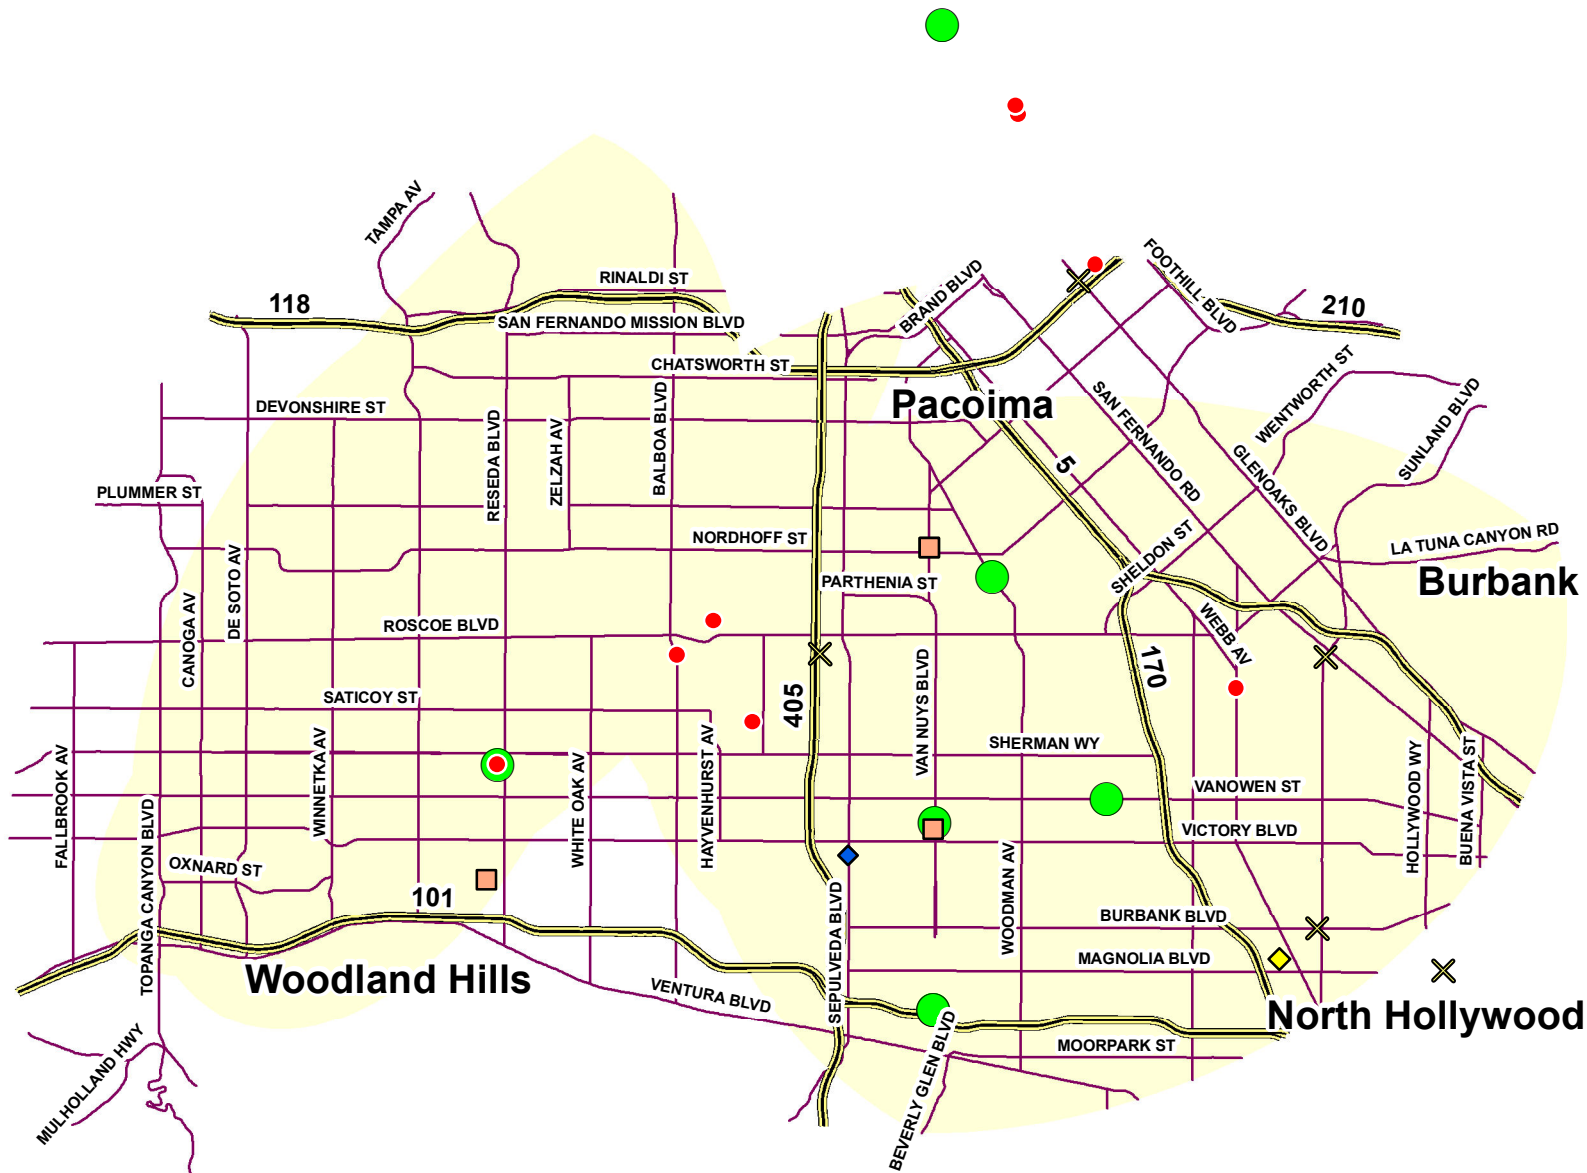 TAMPA AV
RINALDI ST
118
SAN FERNANDO MISSION BLVD
BRAND BLVD
FOOTHILL BLVD
210
CHATSWORTH ST
Pacoima
DEVONSHIRE ST
RESEDA BLVD
ZELZAH AV
BALBOA BLVD
SAN FERNANDO RD
WENTWORTH ST
SUNLAND BLVD
GLENOAKS BLVD
5
PLUMMER ST
NORDHOFF ST
SHELDON ST
LA TUNA CANYON RD
Burbank
DE SOTO AV
CANOGA AV
PARTHENIA ST
ROSCOE BLVD
WEBB AV
170
SATICOY ST
405
VAN NUYS BLVD
SHERMAN WY
FALLBROOK AV
WINNETKA AV
WHITE OAK AV
HAYVENHURST AV
VANOWEN ST
HOLLYWOOD WY
BUENA VISTA ST
VICTORY BLVD
TOPANGA CANYON BLVD
OXNARD ST
101
WOODMAN AV
SEPULVEDA BLVD
BURBANK BLVD
MAGNOLIA BLVD
Woodland Hills
VENTURA BLVD
North Hollywood
MOORPARK ST
BEVERLY GLEN BLVD
MULHOLLAND HWY